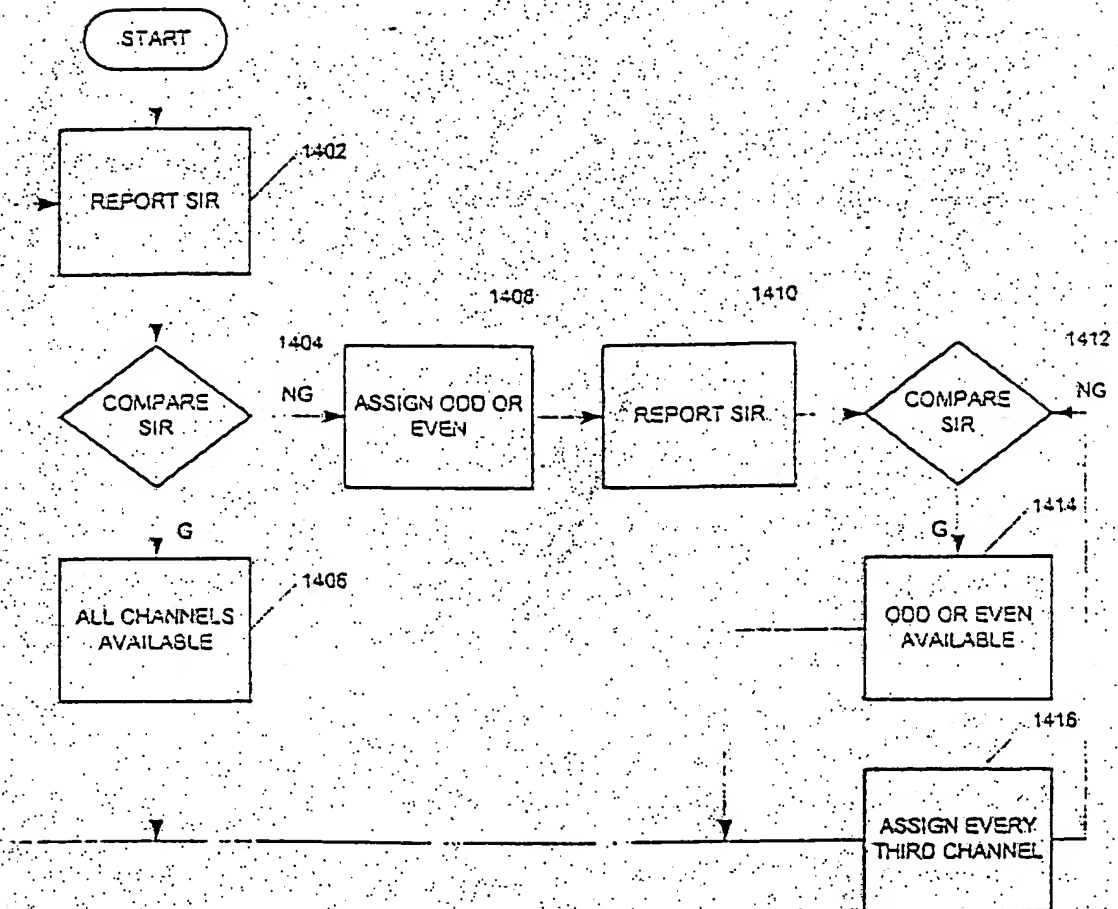 START
1402
REPORT SIR
1408
1410
1404
1412
COMPARE
SIR
NG
ASSIGN ODD OR
EVEN
REPORT SIR
COMPARE
SIR
NG
G
G
1414
1406
ALL CHANNELS
AVAILABLE
ODD OR EVEN
AVAILABLE
1416
ASSIGN EVERY
THIRD CHANNEL